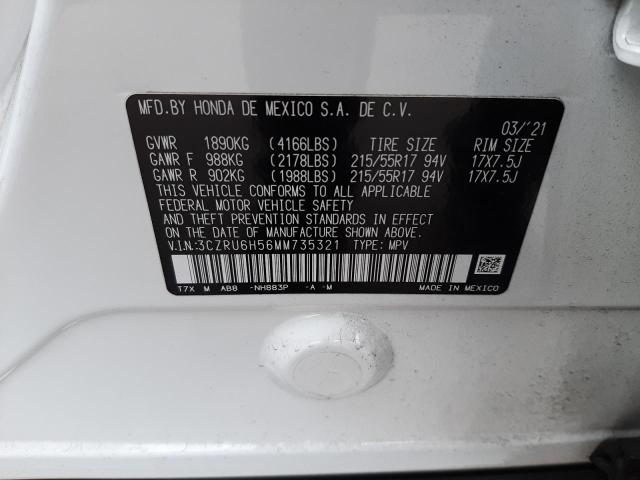 MFD.BY HONDA DE MEXICO S.A. DE C.V.
03/'21
GVWR 1890KG (4166LBS) TIRE SIZE RIM SIZE
GAWR F 988KG (2178LBS) 215/55R17 94V 17X7.5J
GAWR R 902KG (1988LBS) 215/55R17 94V 17X7.5J
THIS VEHICLE CONFORMS TO ALL APPLICABLE
FEDERAL MOTOR VEHICLE SAFETY
AND THEFT PREVENTION STANDARDS IN EFFECT
ON THE DATE OF MANUFACTURE SHOWN ABOVE.
V.I.N:3CZRU6H56MM735321 TYPE: MPV
T7X M AB8 -NH883P -A -M MADE IN MEXICO